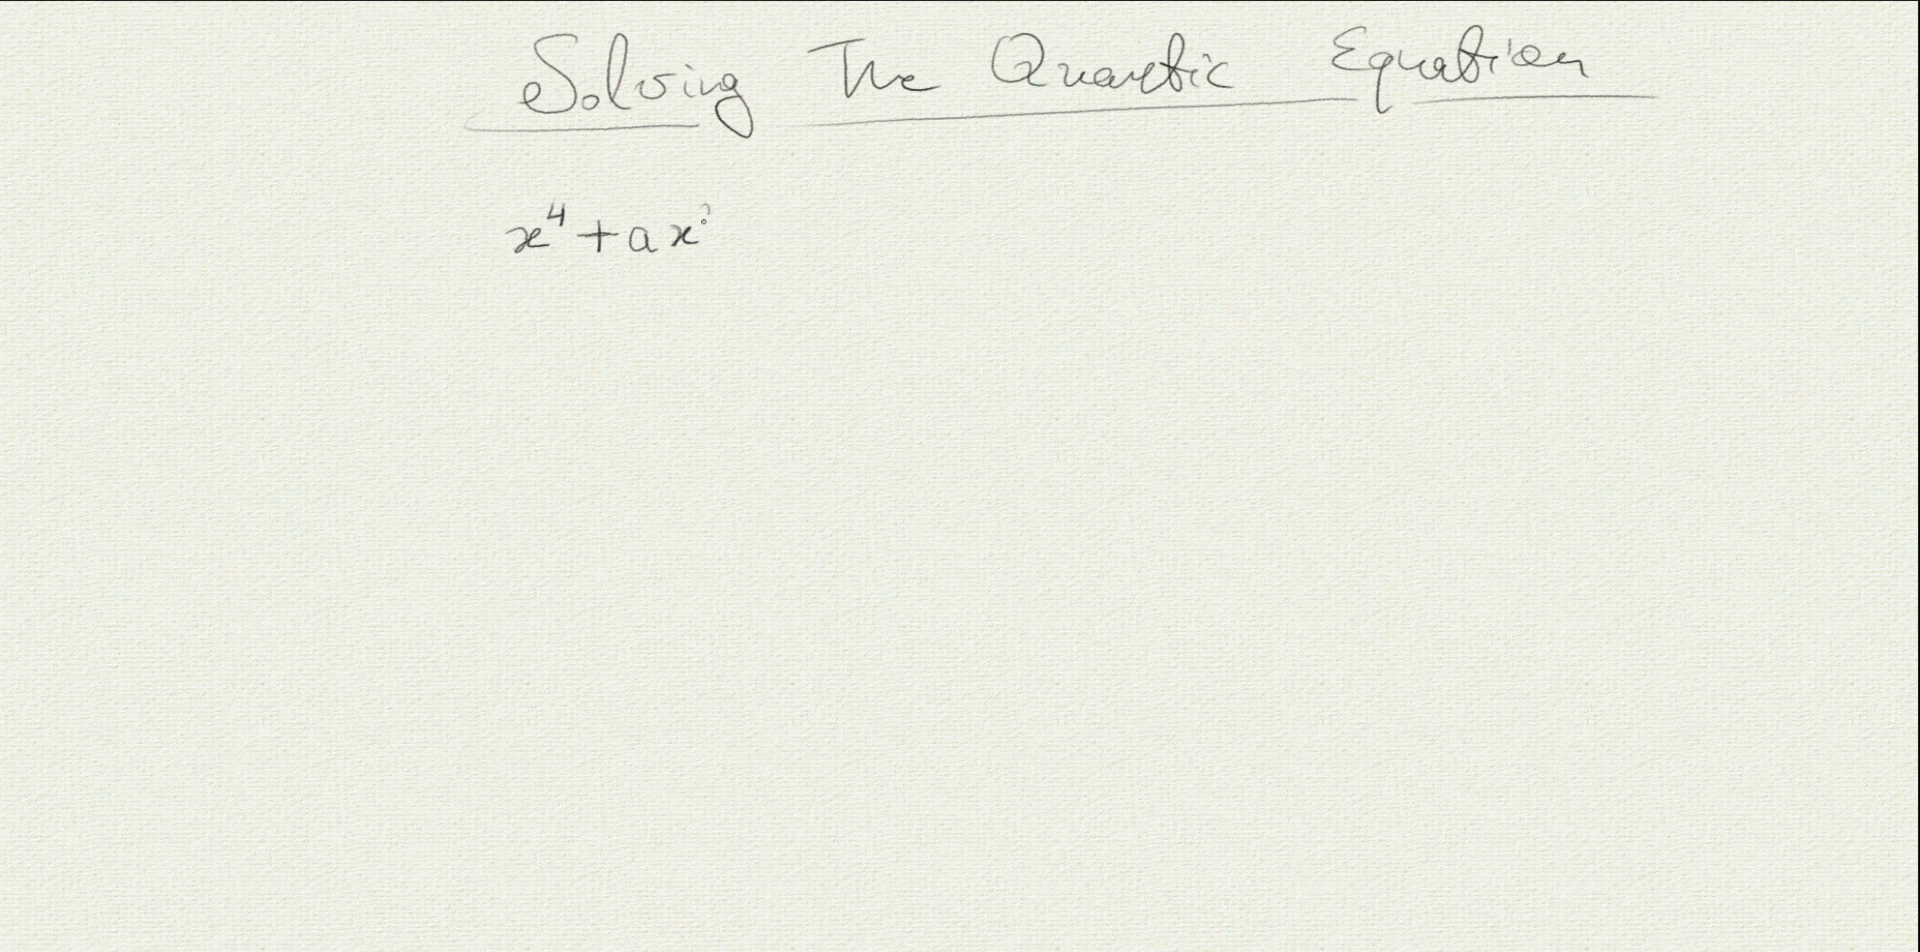 Solving The Quartic Equation
x⁴ + a x